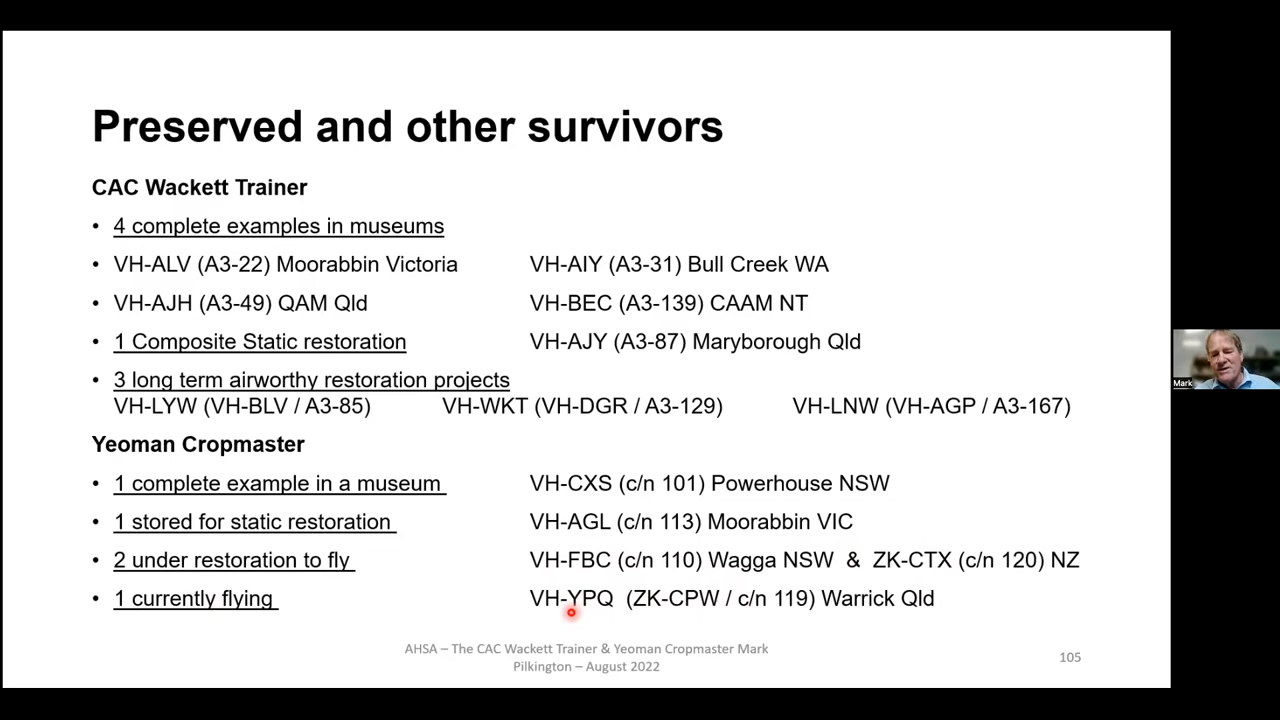 Preserved and other survivors
CAC Wackett Trainer
• 4 complete examples in museums
• VH-ALV (A3-22) Moorabbin Victoria VH-AIY (A3-31) Bull Creek WA
• VH-AJH (A3-49) QAM Qld VH-BEC (A3-139) CAAM NT
• 1 Composite Static restoration VH-AJY (A3-87) Maryborough Qld
• 3 long term airworthy restoration projects
VH-LYW (VH-BLV / A3-85) VH-WKT (VH-DGR / A3-129) VH-LNW (VH-AGP / A3-167)
Yeoman Cropmaster
• 1 complete example in a museum VH-CXS (c/n 101) Powerhouse NSW
• 1 stored for static restoration VH-AGL (c/n 113) Moorabbin VIC
• 2 under restoration to fly VH-FBC (c/n 110) Wagga NSW & ZK-CTX (c/n 120) NZ
• 1 currently flying VH-YPQ (ZK-CPW / c/n 119) Warrick Qld
AHSA – The CAC Wackett Trainer & Yeoman Cropmaster Mark
Pilkington – August 2022
105
Mark